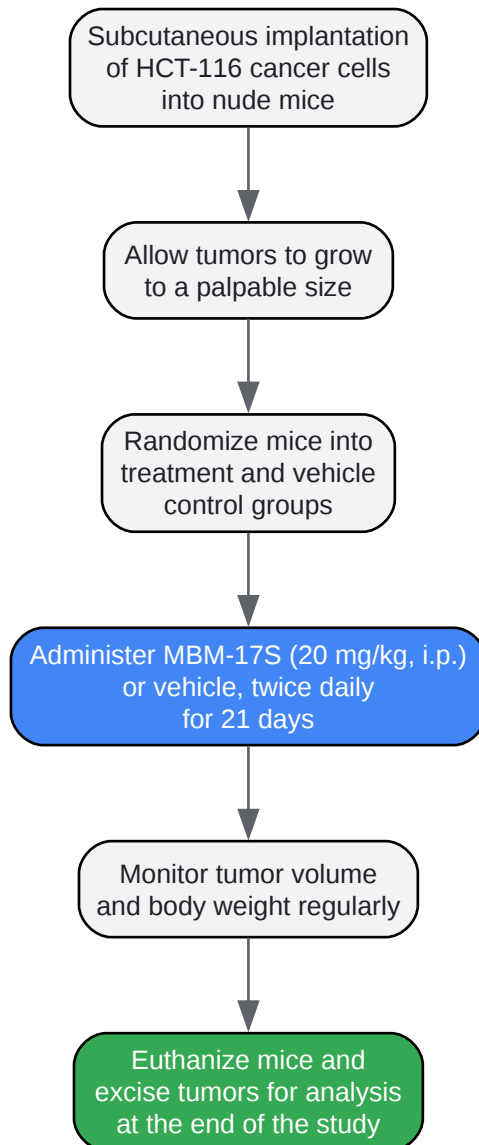 Subcutaneous implantation
of HCT-116 cancer cells
into nude mice
Allow tumors to grow
to a palpable size
Randomize mice into
treatment and vehicle
control groups
Administer MBM-17S (20 mg/kg, i.p.)
or vehicle, twice daily
for 21 days
Monitor tumor volume
and body weight regularly
Euthanize mice and
excise tumors for analysis
at the end of the study